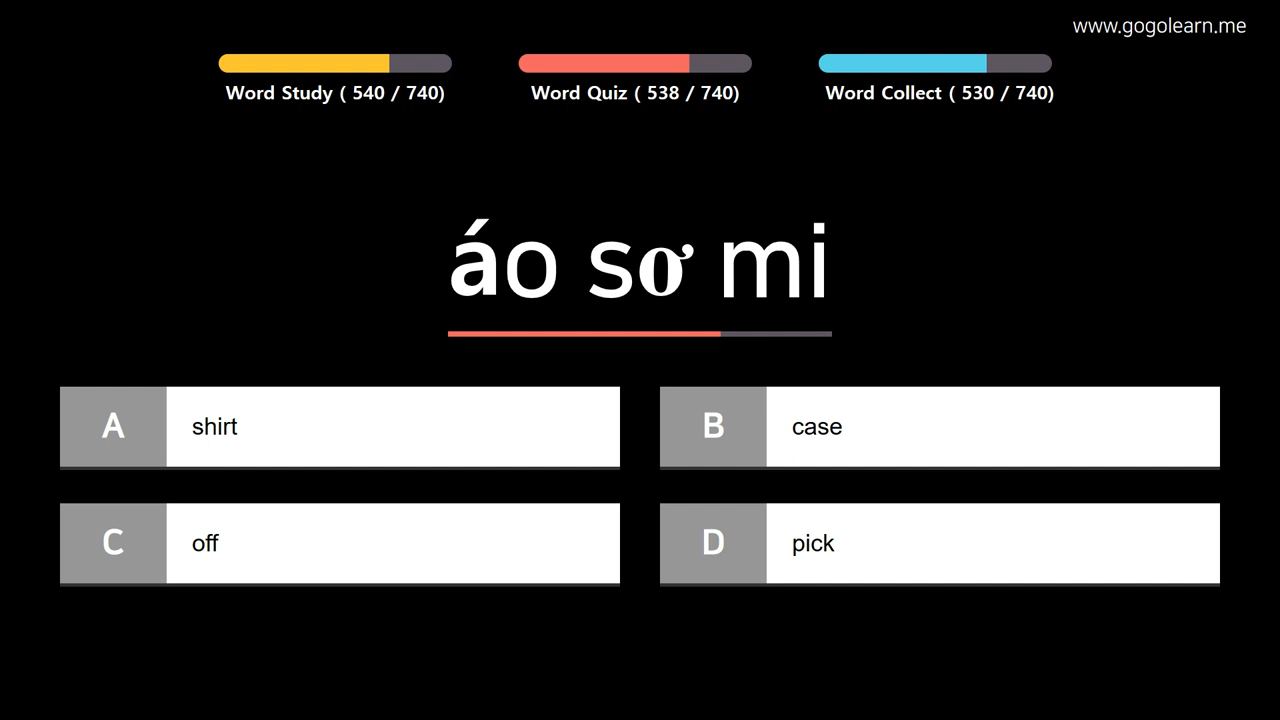 www.gogolearn.me
Word Study ( 540 / 740)
Word Quiz ( 538 / 740)
Word Collect ( 530 / 740)
áo sơ mi
A shirt
B case
C off
D pick